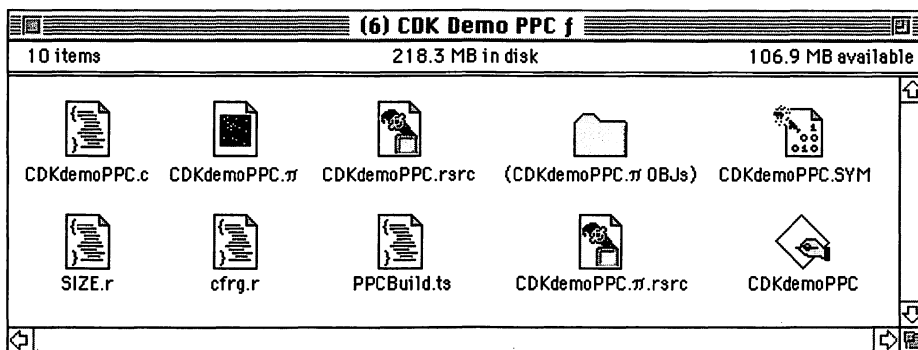 (6) CDK Demo PPC ƒ
10 items 218.3 MB in disk 106.9 MB available
CDKdemoPPC.c CDKdemoPPC.π CDKdemoPPC.rsrc (CDKdemoPPC.π OBJs) CDKdemoPPC.SYM
SIZE.r cfrg.r PPCBuild.ts CDKdemoPPC.π.rsrc CDKdemoPPC